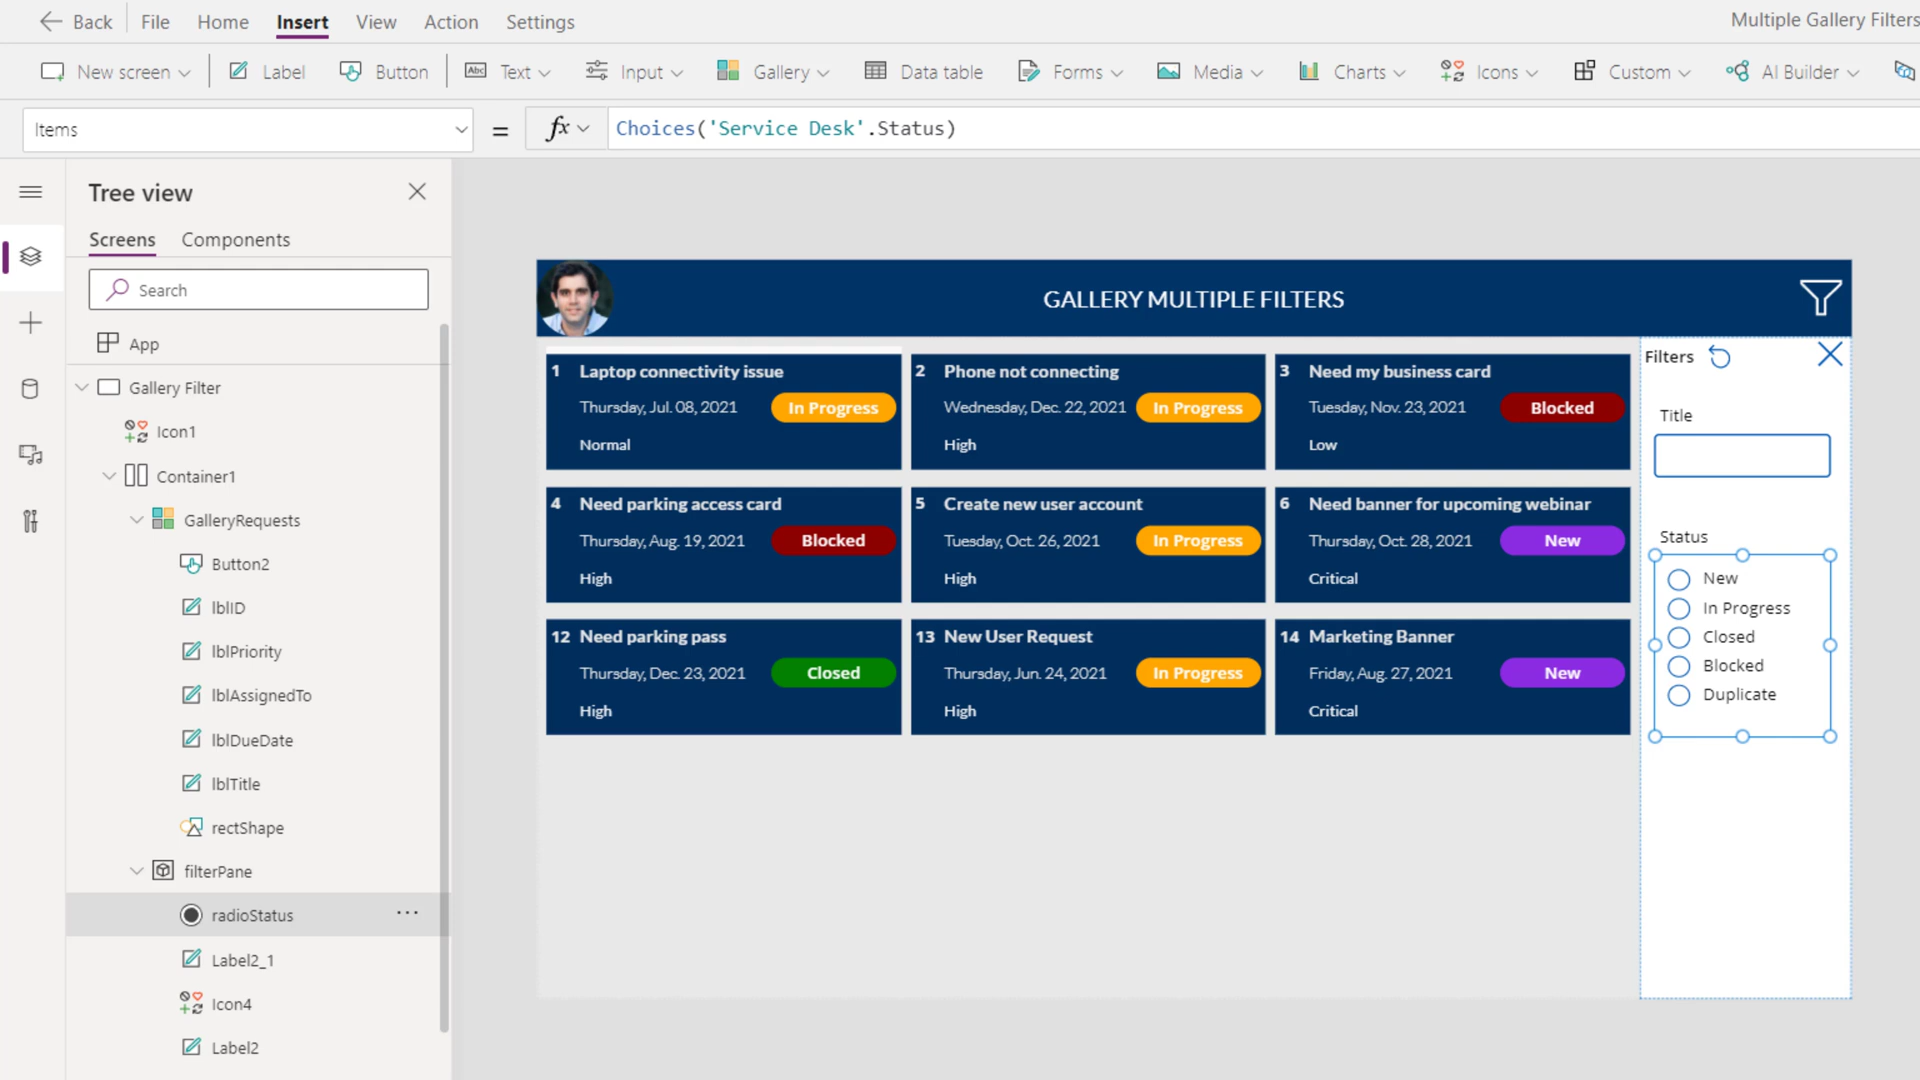 Back File Home Insert View Action Settings Multiple Gallery Filters
New screen Label Button Abc Text Input Gallery Data table Forms Media Charts Icons Custom AI Builder
Items = fx Choices('Service Desk'.Status)
Tree view
Screens Components
Search
App
Gallery Filter
Icon1
Container1
GalleryRequests
Button2
lblID
lblPriority
lblAssignedTo
lblDueDate
lblTitle
rectShape
filterPane
radioStatus
Label2_1
Icon4
Label2
GALLERY MULTIPLE FILTERS
1 Laptop connectivity issue
Thursday, Jul. 08, 2021 In Progress
Normal
2 Phone not connecting
Wednesday, Dec. 22, 2021 In Progress
High
3 Need my business card
Tuesday, Nov. 23, 2021 Blocked
Low
4 Need parking access card
Thursday, Aug. 19, 2021 Blocked
High
5 Create new user account
Tuesday, Oct. 26, 2021 In Progress
High
6 Need banner for upcoming webinar
Thursday, Oct. 28, 2021 New
Critical
12 Need parking pass
Thursday, Dec. 23, 2021 Closed
High
13 New User Request
Thursday, Jun. 24, 2021 In Progress
High
14 Marketing Banner
Friday, Aug. 27, 2021 New
Critical
Filters
Title
Status
New
In Progress
Closed
Blocked
Duplicate